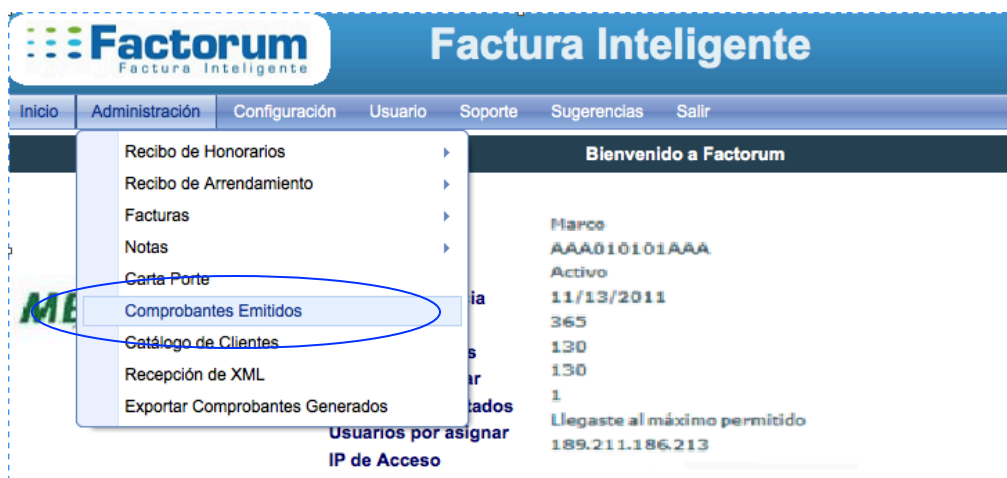 Factorum
Factura Inteligente
Factura Inteligente
Inicio Administración Configuración Usuario Soporte Sugerencias Salir
Bienvenido a Factorum
Recibo de Honorarios
Recibo de Arrendamiento
Facturas
Notas
Carta Porte
Comprobantes Emitidos
Catálogo de Clientes
Recepción de XML
Exportar Comprobantes Generados
Usuarios por asignar
IP de Acceso
Marco
AAA010101AAA
Activo
11/13/2011
365
130
130
1
Llegaste al máximo permitido
189.211.186.213